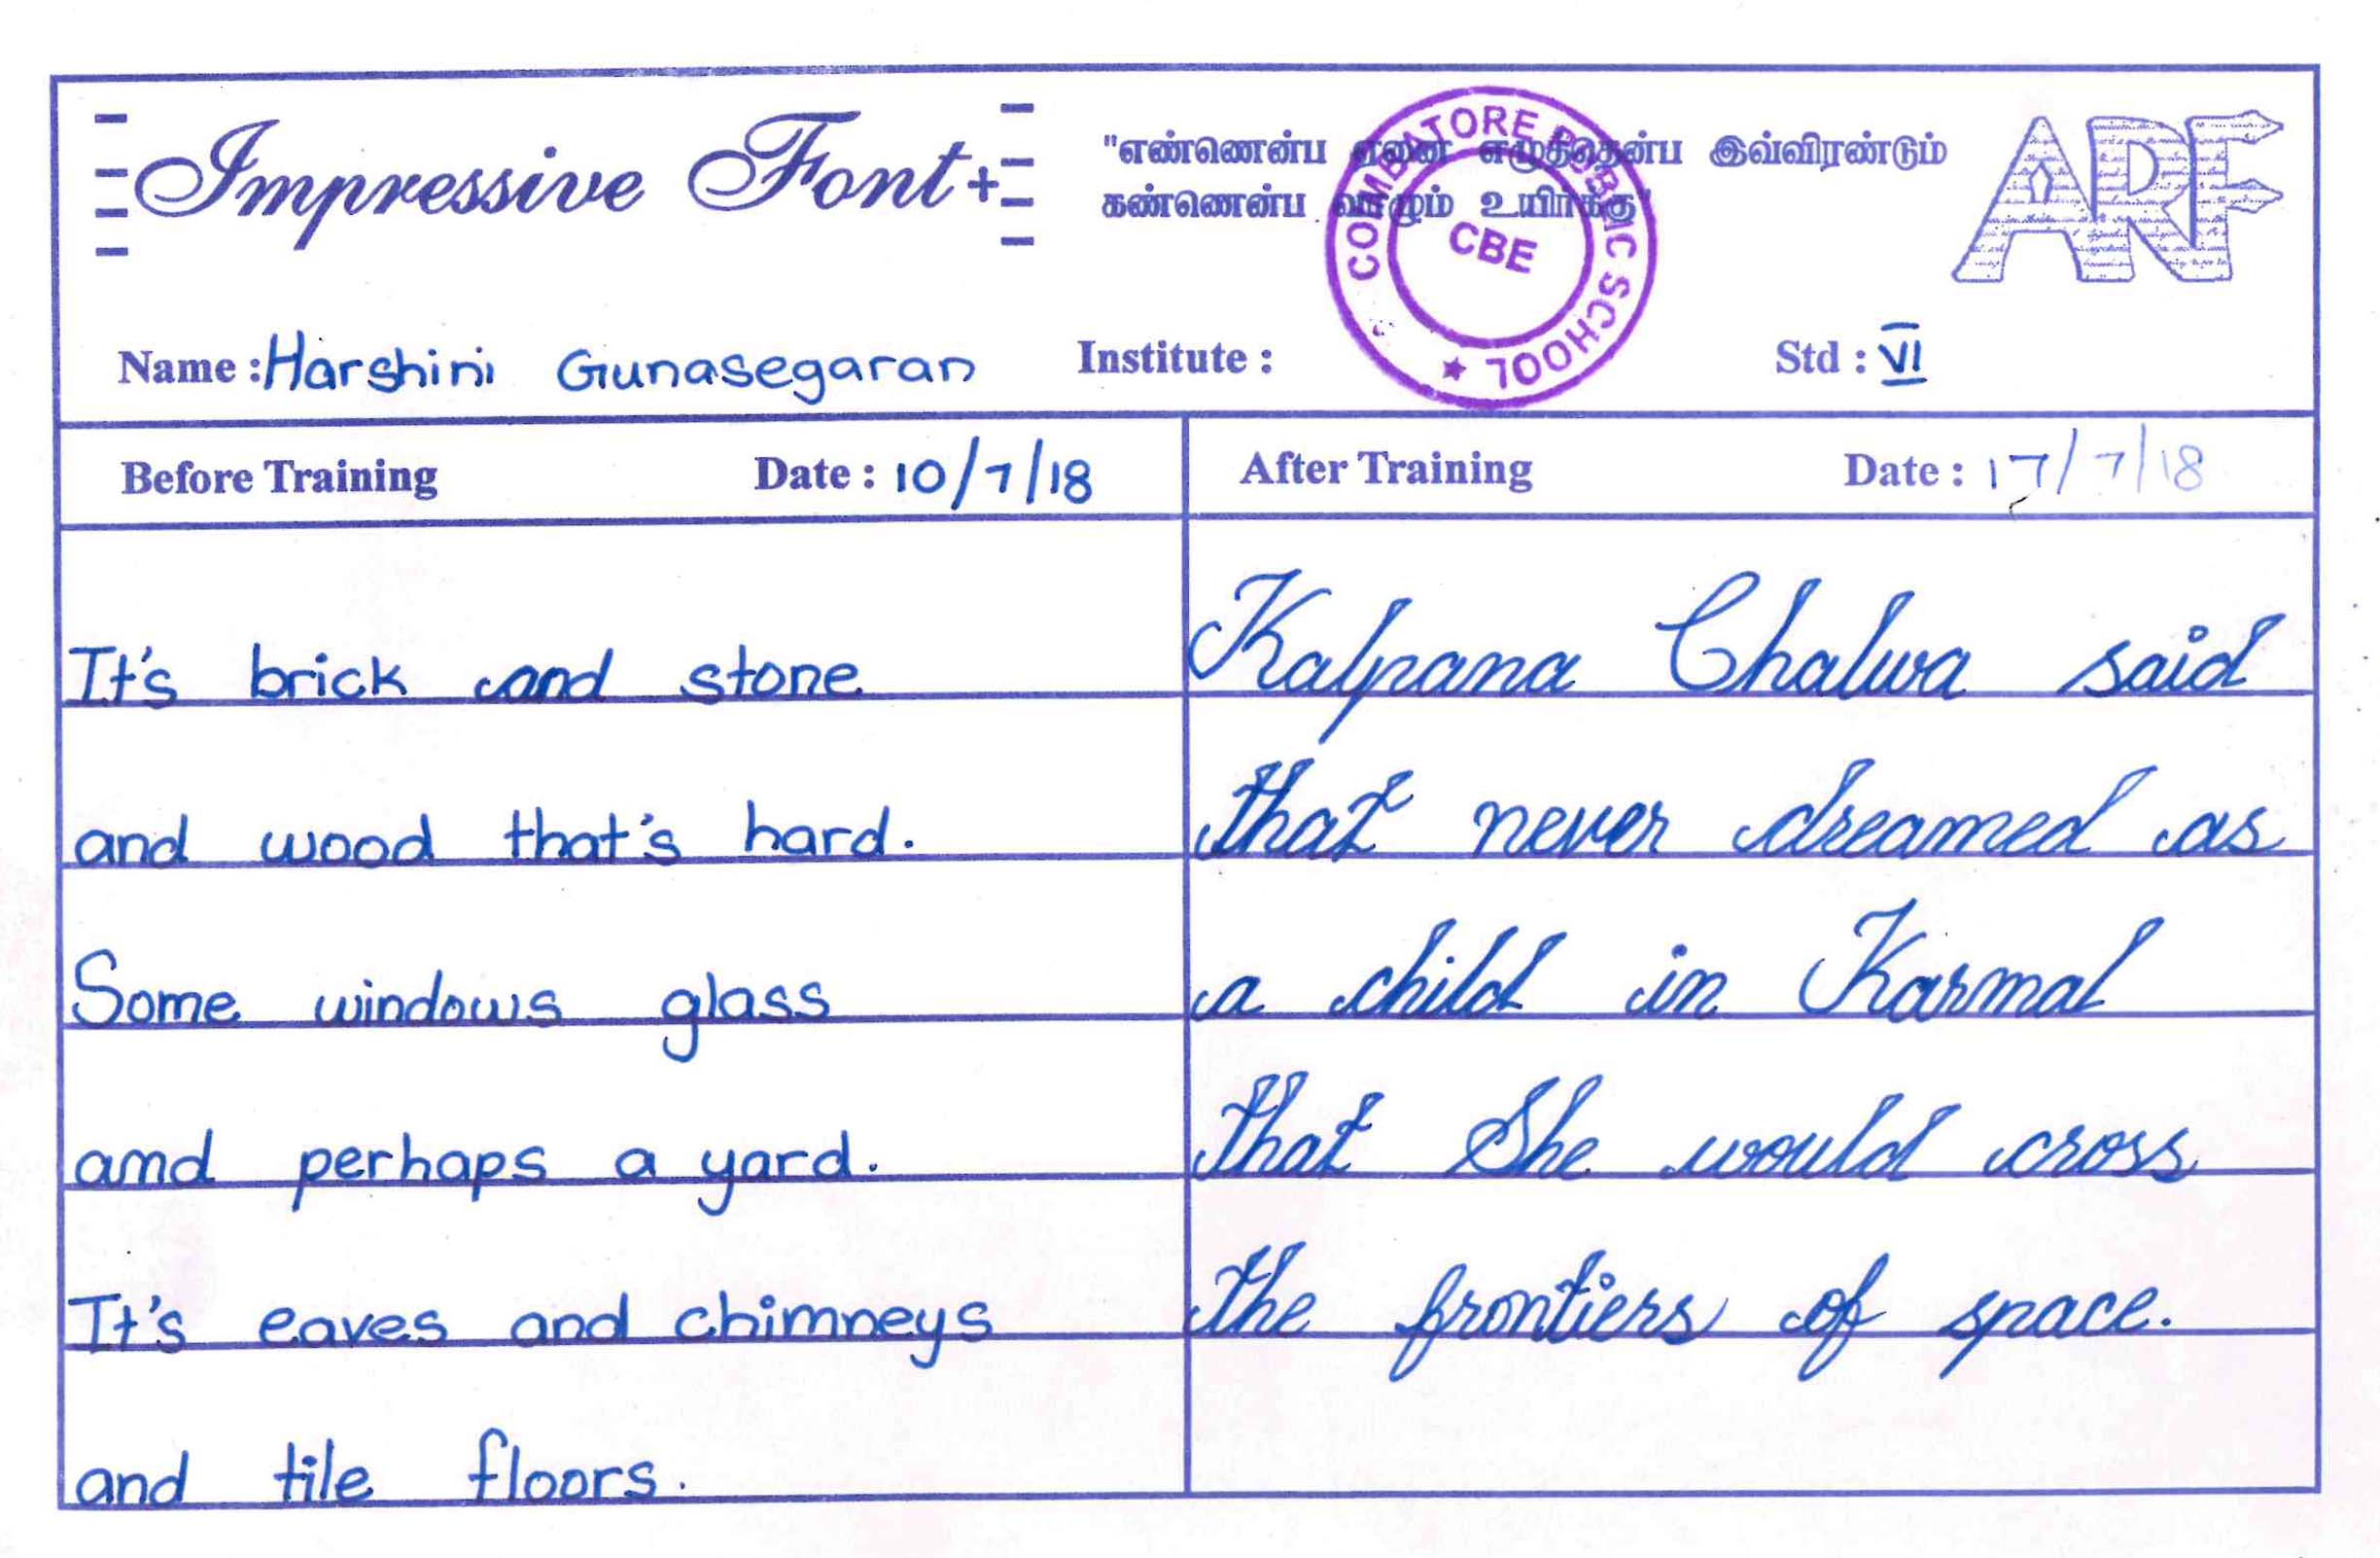 Impressive Font+
"எண்ணென்ப ஏனை எழுத்தென்ப இவ்விரண்டும்
கண்ணென்ப வாழும் உயிர்க்கு"
ARF
COMBATORE PUBLIC SCHOOL
CBE
Name : Harshini Gunasegaran
Institute :
Std : VI
Before Training Date : 10/7/18
It's brick and stone
and wood that's hard.
Some windows glass
amd perhaps a yard.
It's eaves and chimneys
and tile floors.
After Training Date : 17/7/18
Kalpana Chalwa said
that never dreamed as
a child in Karmal
that She would cross
the frontiers of space.